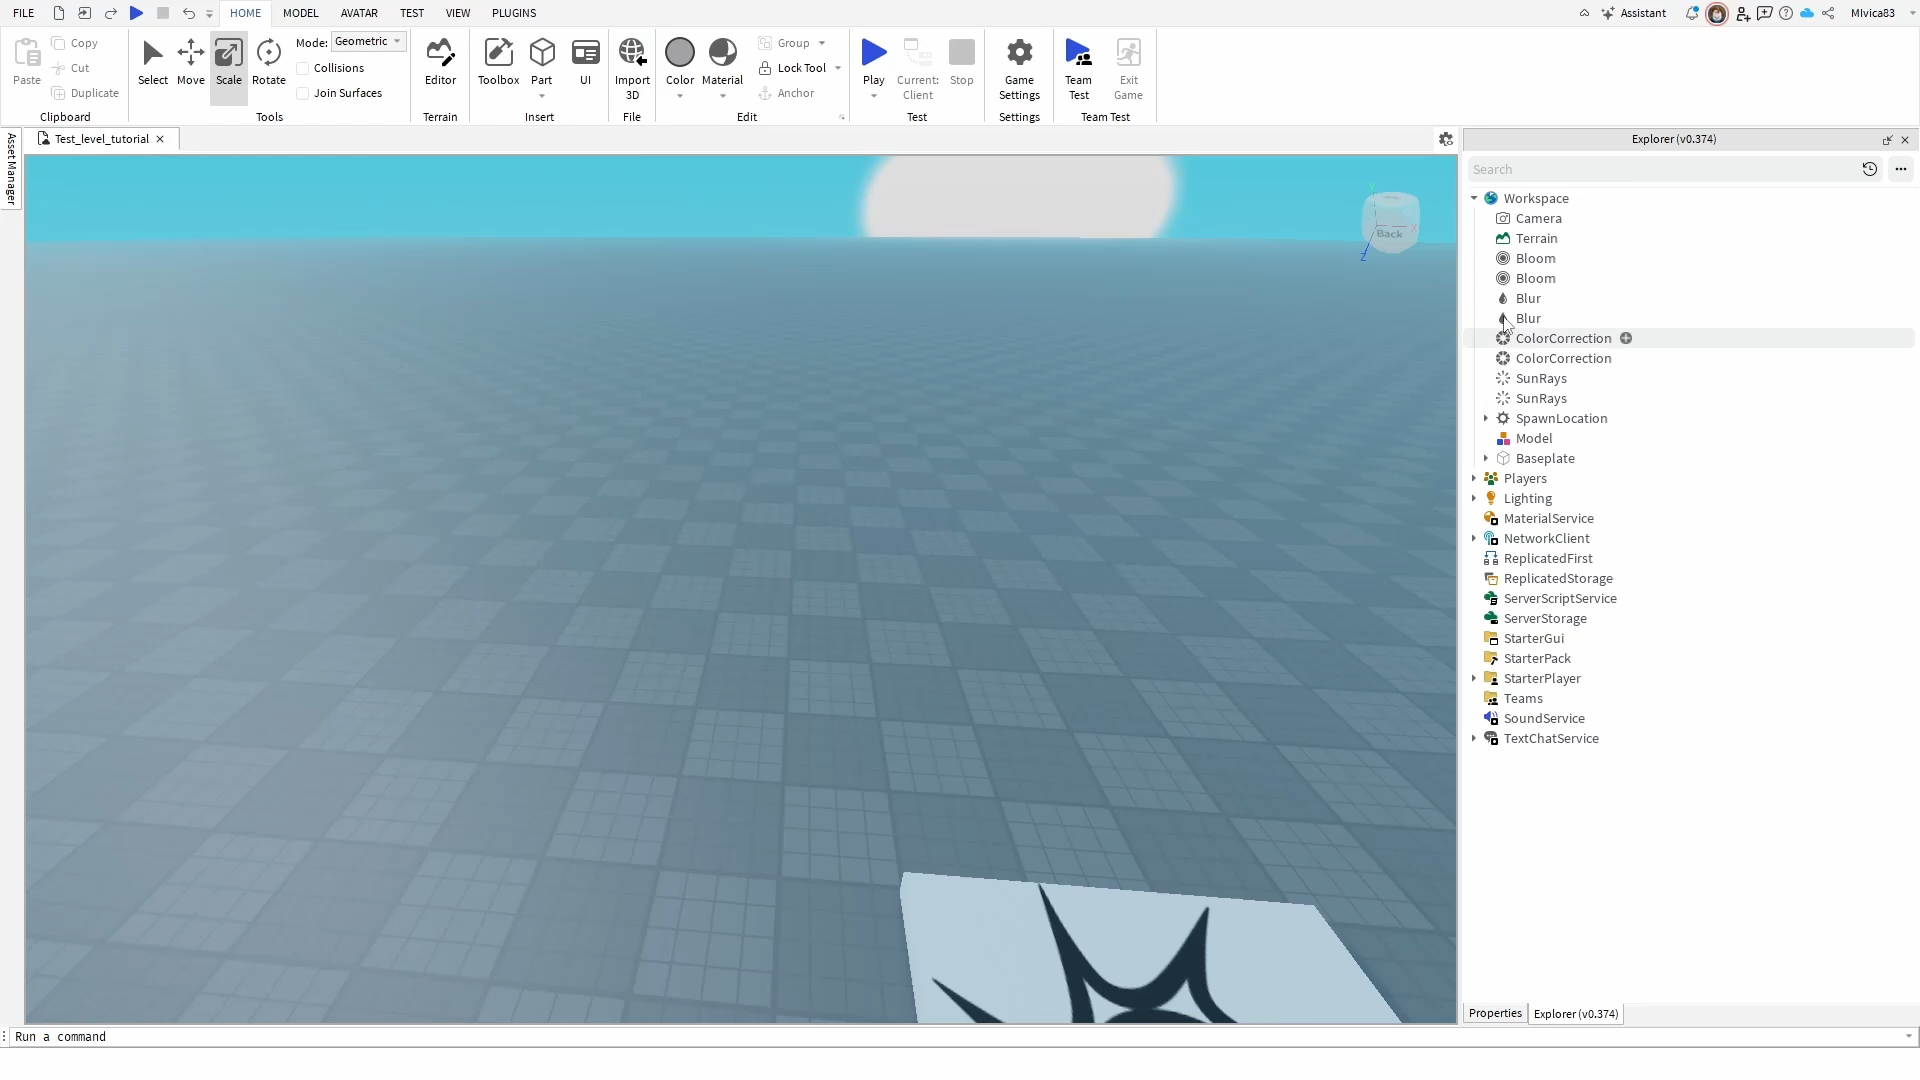 FILE HOME MODEL AVATAR TEST VIEW PLUGINS Assistant MIvica83
Paste Copy Cut Duplicate Select Move Scale Rotate Mode: Geometric Collisions Join Surfaces Editor Toolbox Part UI Import 3D Color Material Group Lock Tool Anchor Play Current: Client Stop Game Settings Team Test Exit Game
Clipboard Tools Terrain Insert File Edit Test Settings Team Test
Asset Manager
Test_level_tutorial
Back
Y
X
Z
Explorer (v0.374)
Search
Workspace
Camera
Terrain
Bloom
Bloom
Blur
Blur
ColorCorrection
ColorCorrection
SunRays
SunRays
SpawnLocation
Model
Baseplate
Players
Lighting
MaterialService
NetworkClient
ReplicatedFirst
ReplicatedStorage
ServerScriptService
ServerStorage
StarterGui
StarterPack
StarterPlayer
Teams
SoundService
TextChatService
Properties Explorer (v0.374)
Run a command